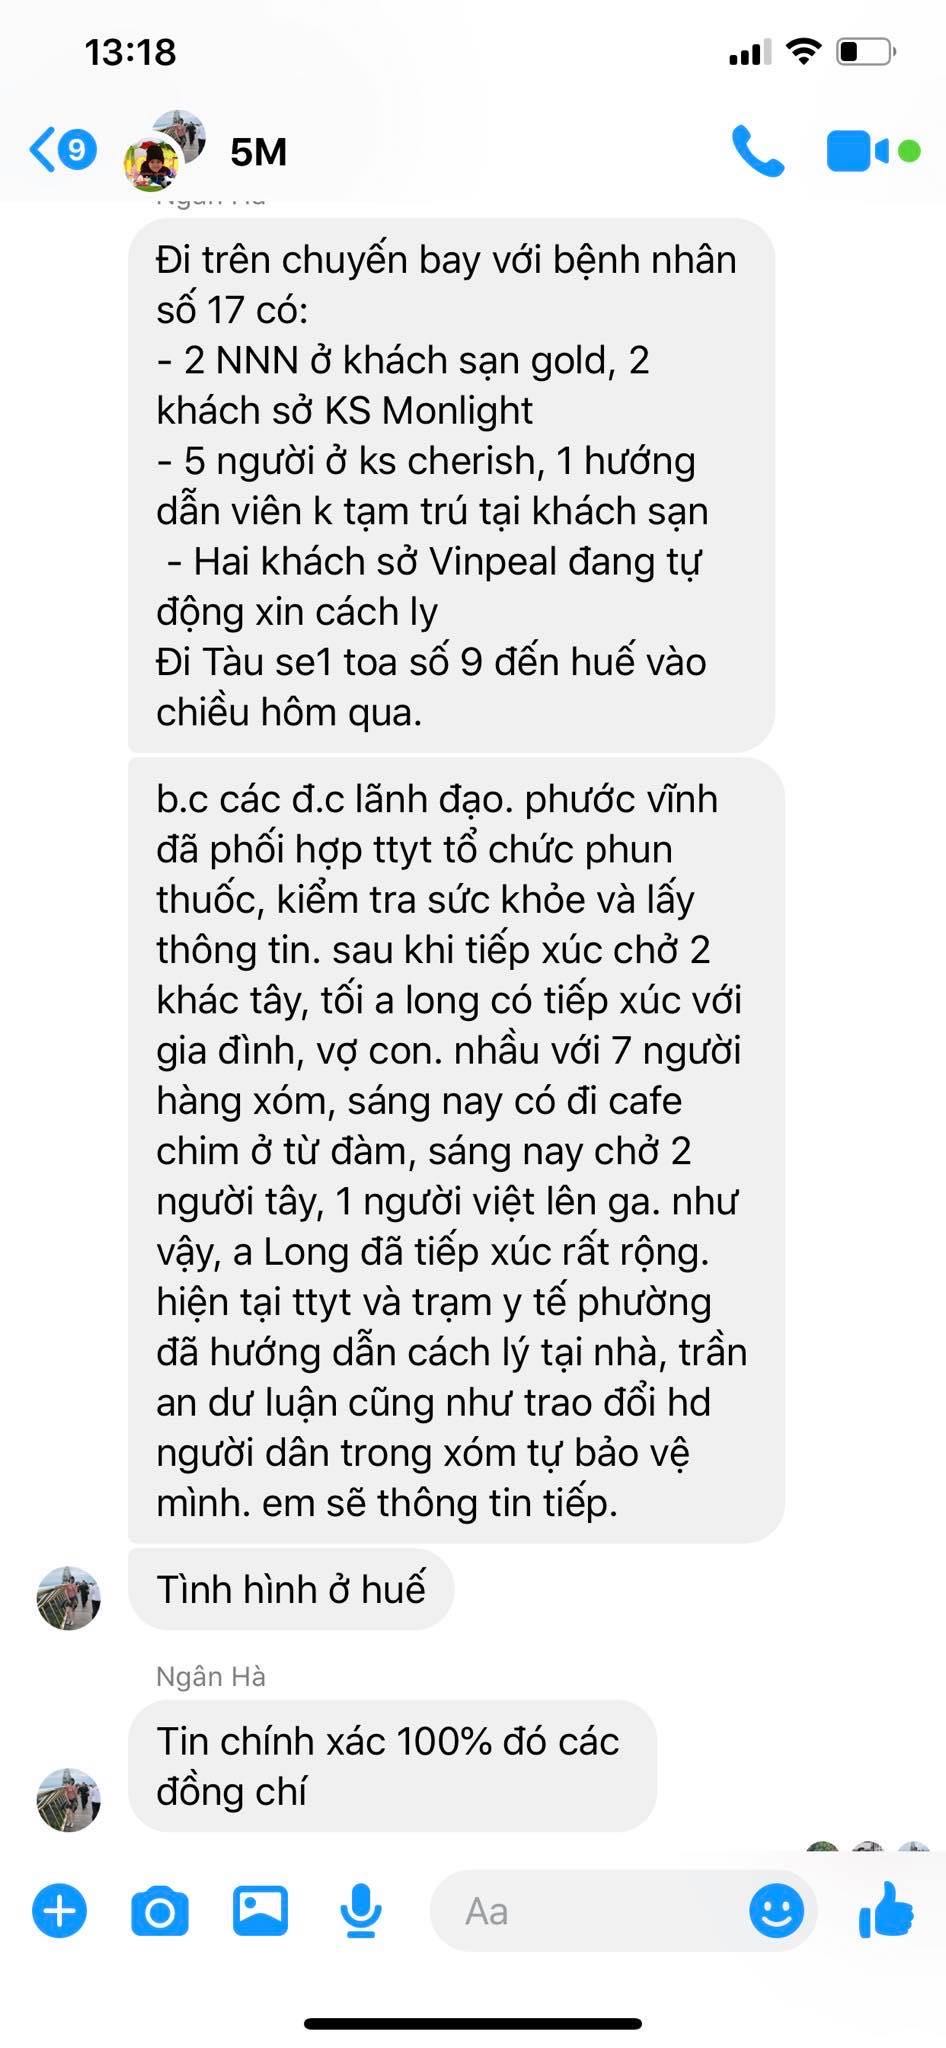 13:18
9
5M
Ngân Hà
Đi trên chuyến bay với bệnh nhân
số 17 có:
- 2 NNN ở khách sạn gold, 2
khách sở KS Monlight
- 5 người ở ks cherish, 1 hướng
dẫn viên k tạm trú tại khách sạn
- Hai khách sở Vinpeal đang tự
động xin cách ly
Đi Tàu se1 toa số 9 đến huế vào
chiều hôm qua.
b.c các đ.c lãnh đạo. phước vĩnh
đã phối hợp ttyt tổ chức phun
thuốc, kiểm tra sức khỏe và lấy
thông tin. sau khi tiếp xúc chở 2
khác tây, tối a long có tiếp xúc với
gia đình, vợ con. nhầu với 7 người
hàng xóm, sáng nay có đi cafe
chim ở từ đàm, sáng nay chở 2
người tây, 1 người việt lên ga. như
vậy, a Long đã tiếp xúc rất rộng.
hiện tại ttyt và trạm y tế phường
đã hướng dẫn cách lý tại nhà, trần
an dư luận cũng như trao đổi hd
người dân trong xóm tự bảo vệ
mình. em sẽ thông tin tiếp.
Tình hình ở huế
Ngân Hà
Tin chính xác 100% đó các
đồng chí
Aa